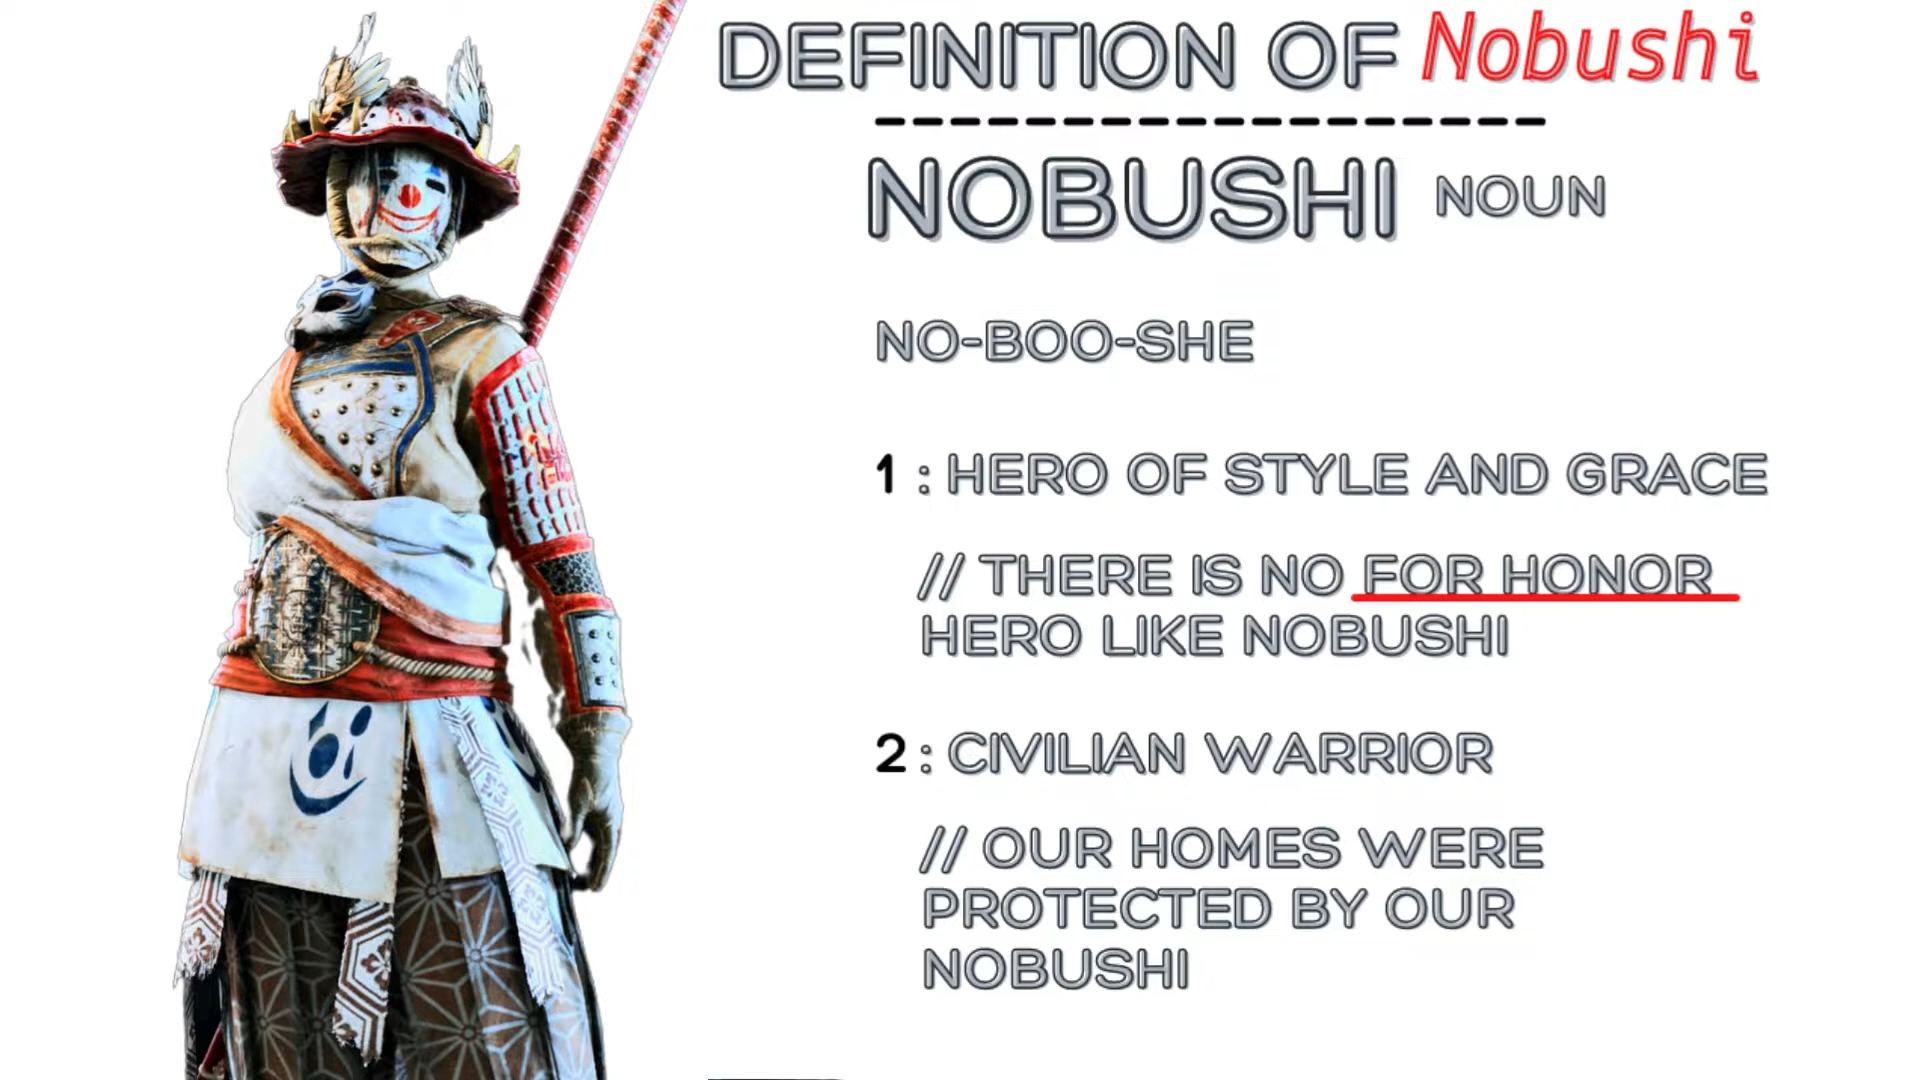 DEFINITION OF Nobushi
NOBUSHI NOUN
NO-BOO-SHE
1 : HERO OF STYLE AND GRACE
// THERE IS NO FOR HONOR
HERO LIKE NOBUSHI
2 : CIVILIAN WARRIOR
// OUR HOMES WERE
PROTECTED BY OUR
NOBUSHI